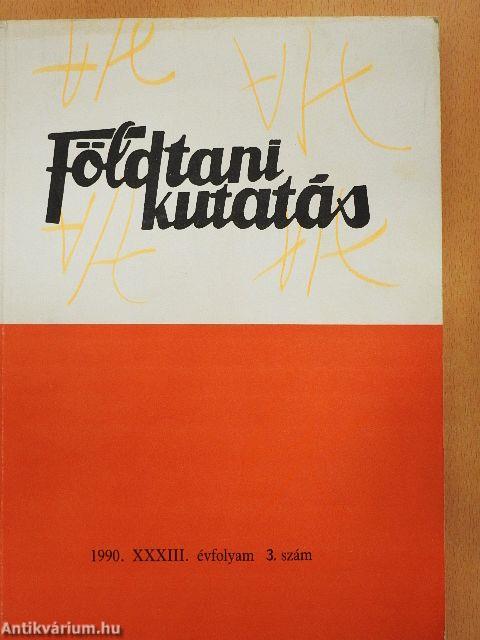 Földtani
kutatás
1990. XXXIII. évfolyam 3. szám
Antikvárium.hu